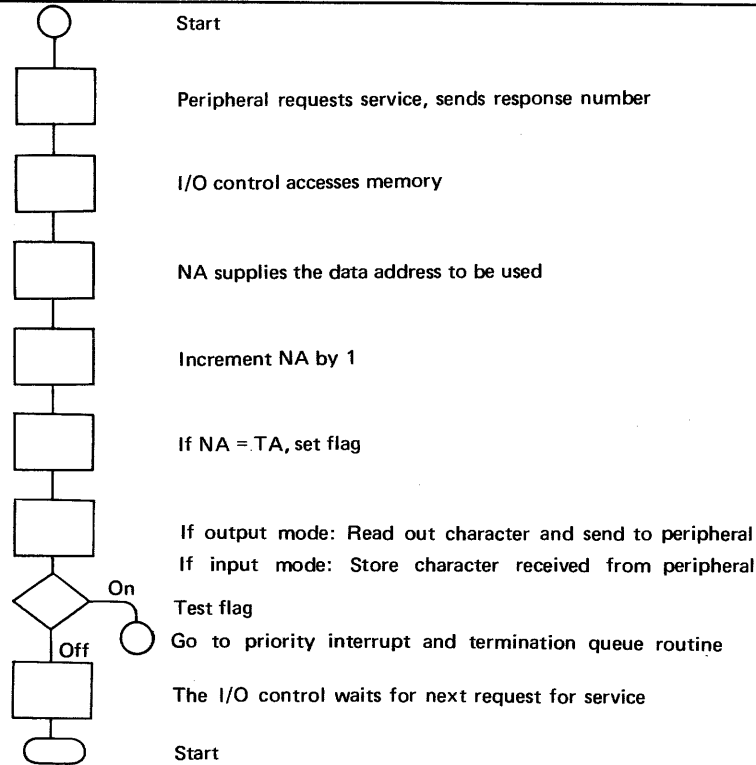 Start
Peripheral requests service, sends response number
I/O control accesses memory
NA supplies the data address to be used
Increment NA by 1
If NA = TA, set flag
If output mode: Read out character and send to peripheral
If input mode: Store character received from peripheral
On
Test flag
Go to priority interrupt and termination queue routine
Off
The I/O control waits for next request for service
Start